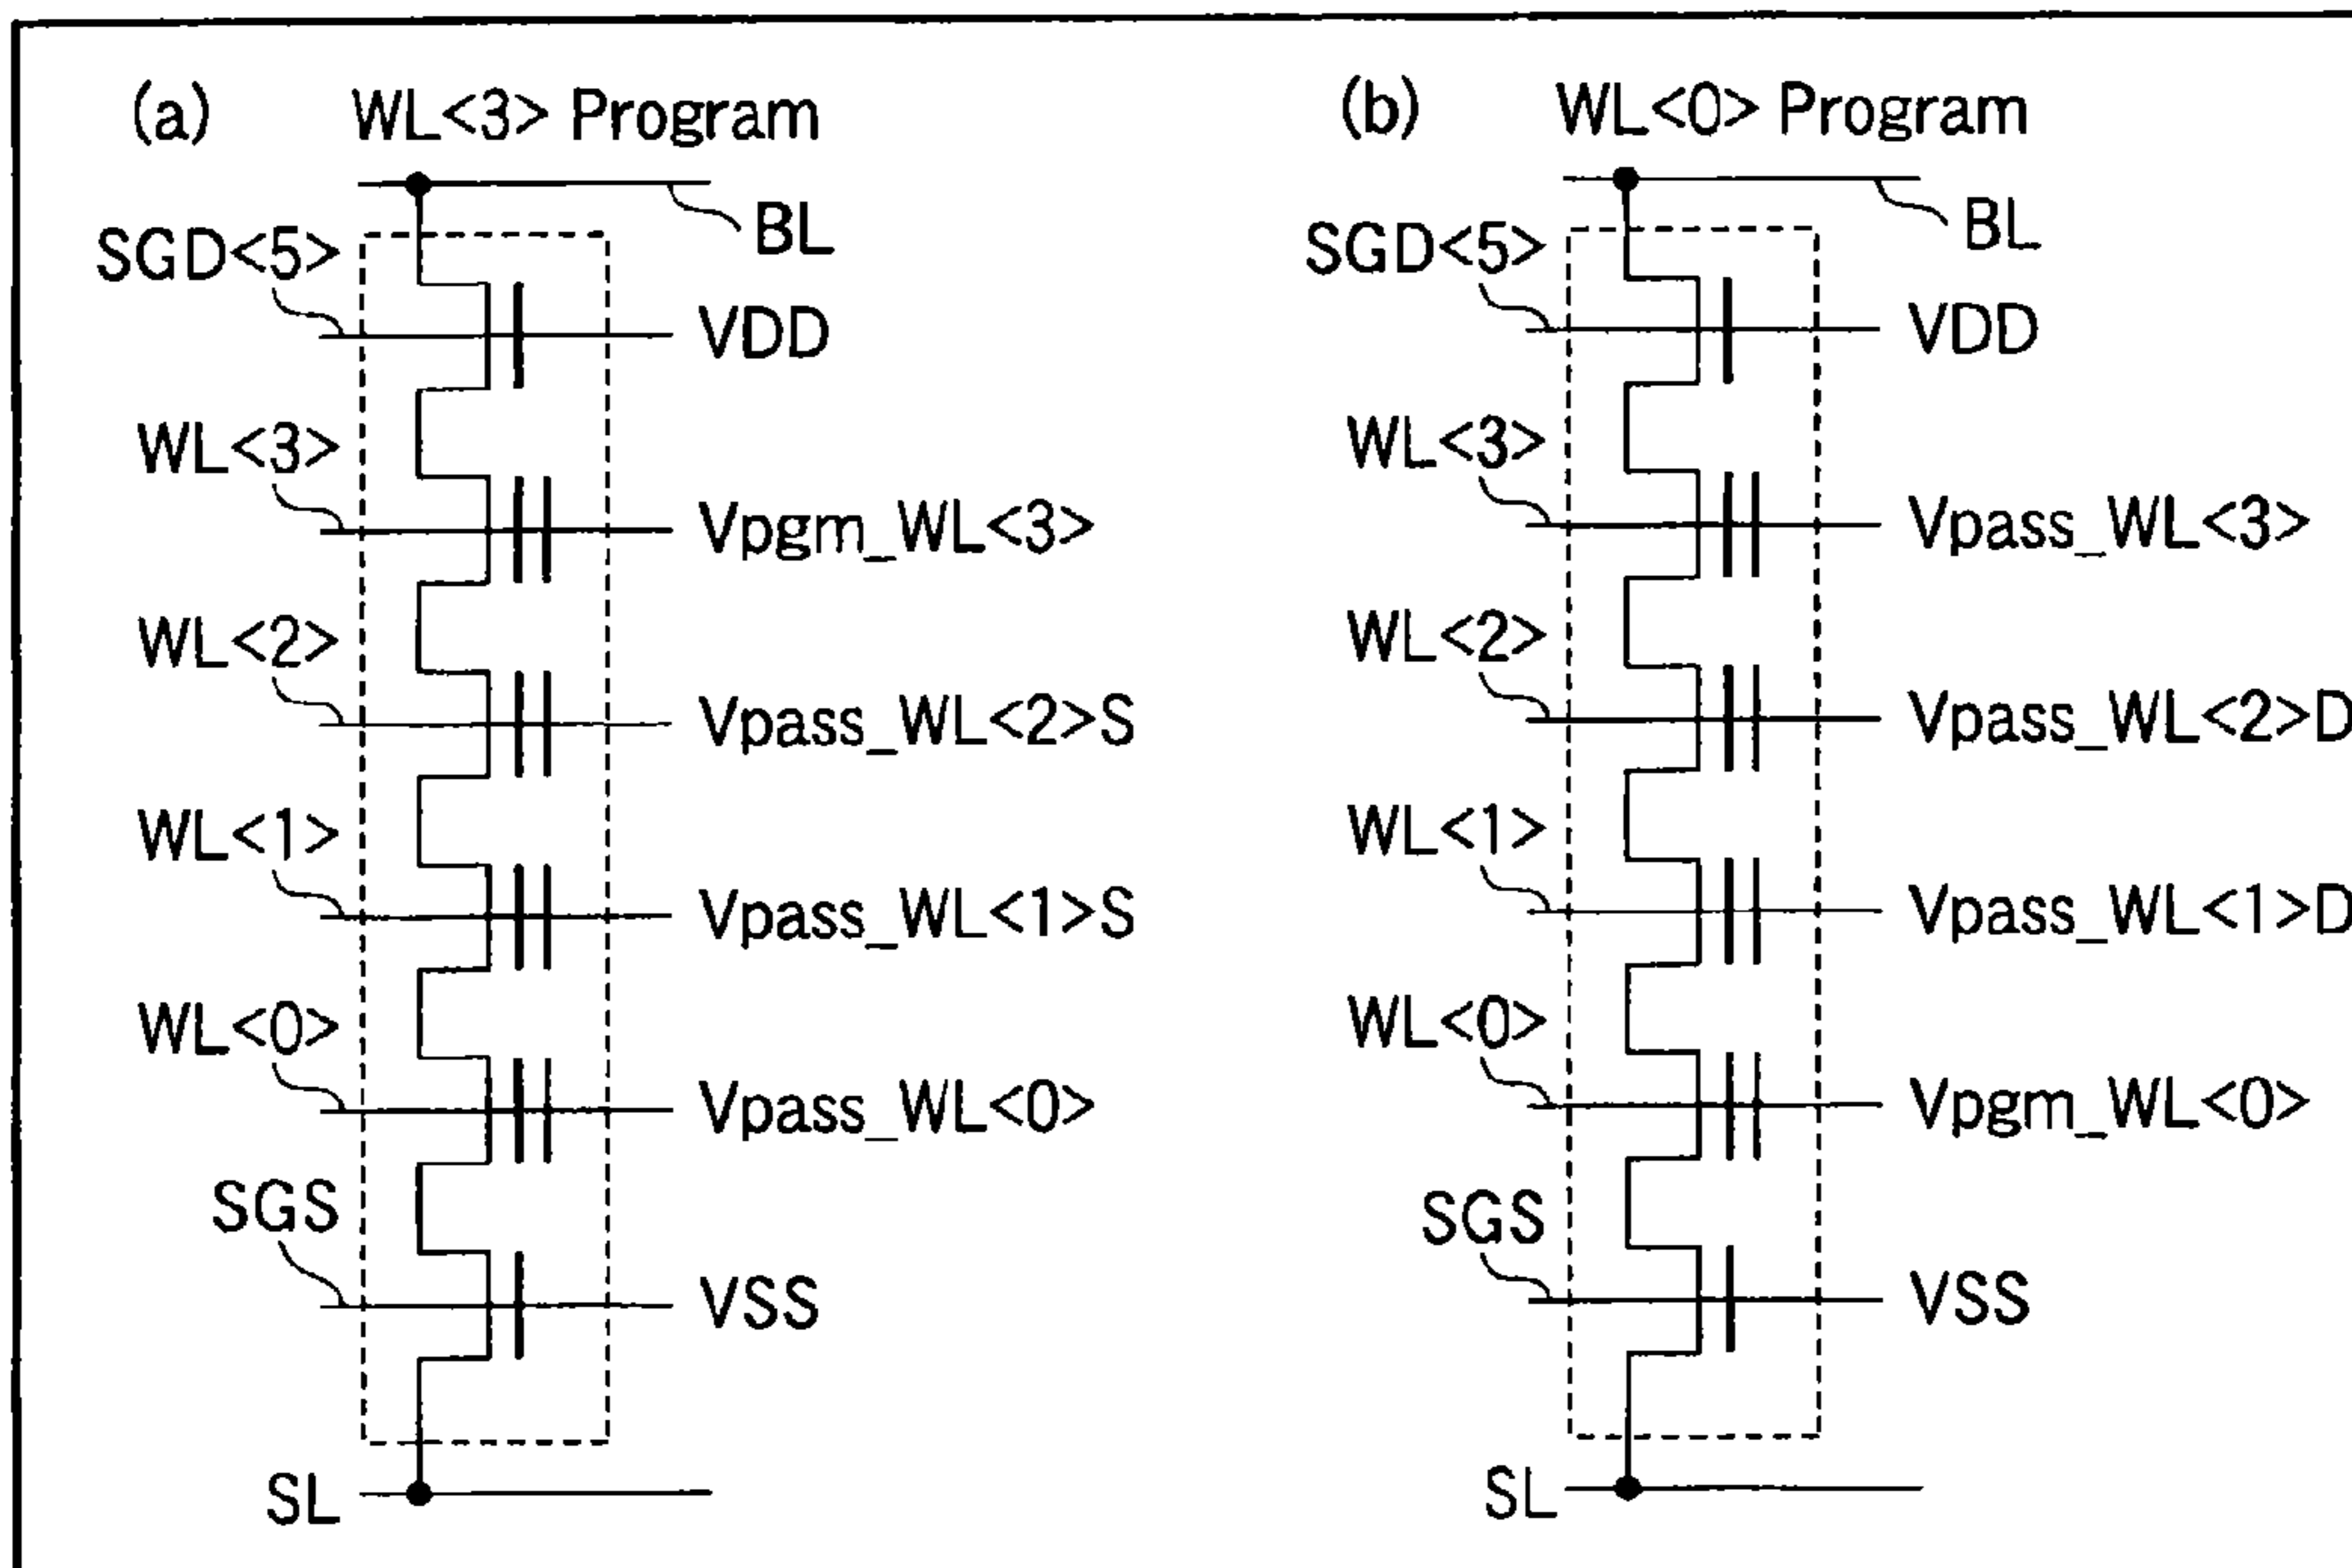 (a) WL<3> Program
BL
SGD<5>
VDD
WL<3>
Vpgm_WL<3>
WL<2>
Vpass_WL<2>S
WL<1>
Vpass_WL<1>S
WL<0>
Vpass_WL<0>
SGS
VSS
SL
(b) WL<0> Program
BL
SGD<5>
VDD
WL<3>
Vpass_WL<3>
WL<2>
Vpass_WL<2>D
WL<1>
Vpass_WL<1>D
WL<0>
Vpgm_WL<0>
SGS
VSS
SL